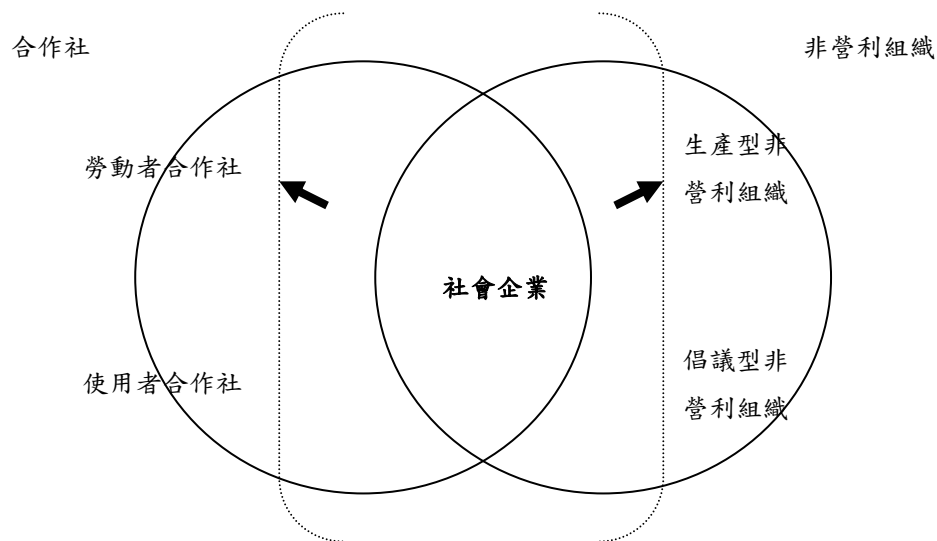 合作社
非營利組織
勞動者合作社
生產型非
營利組織
社會企業
使用者合作社
倡議型非
營利組織